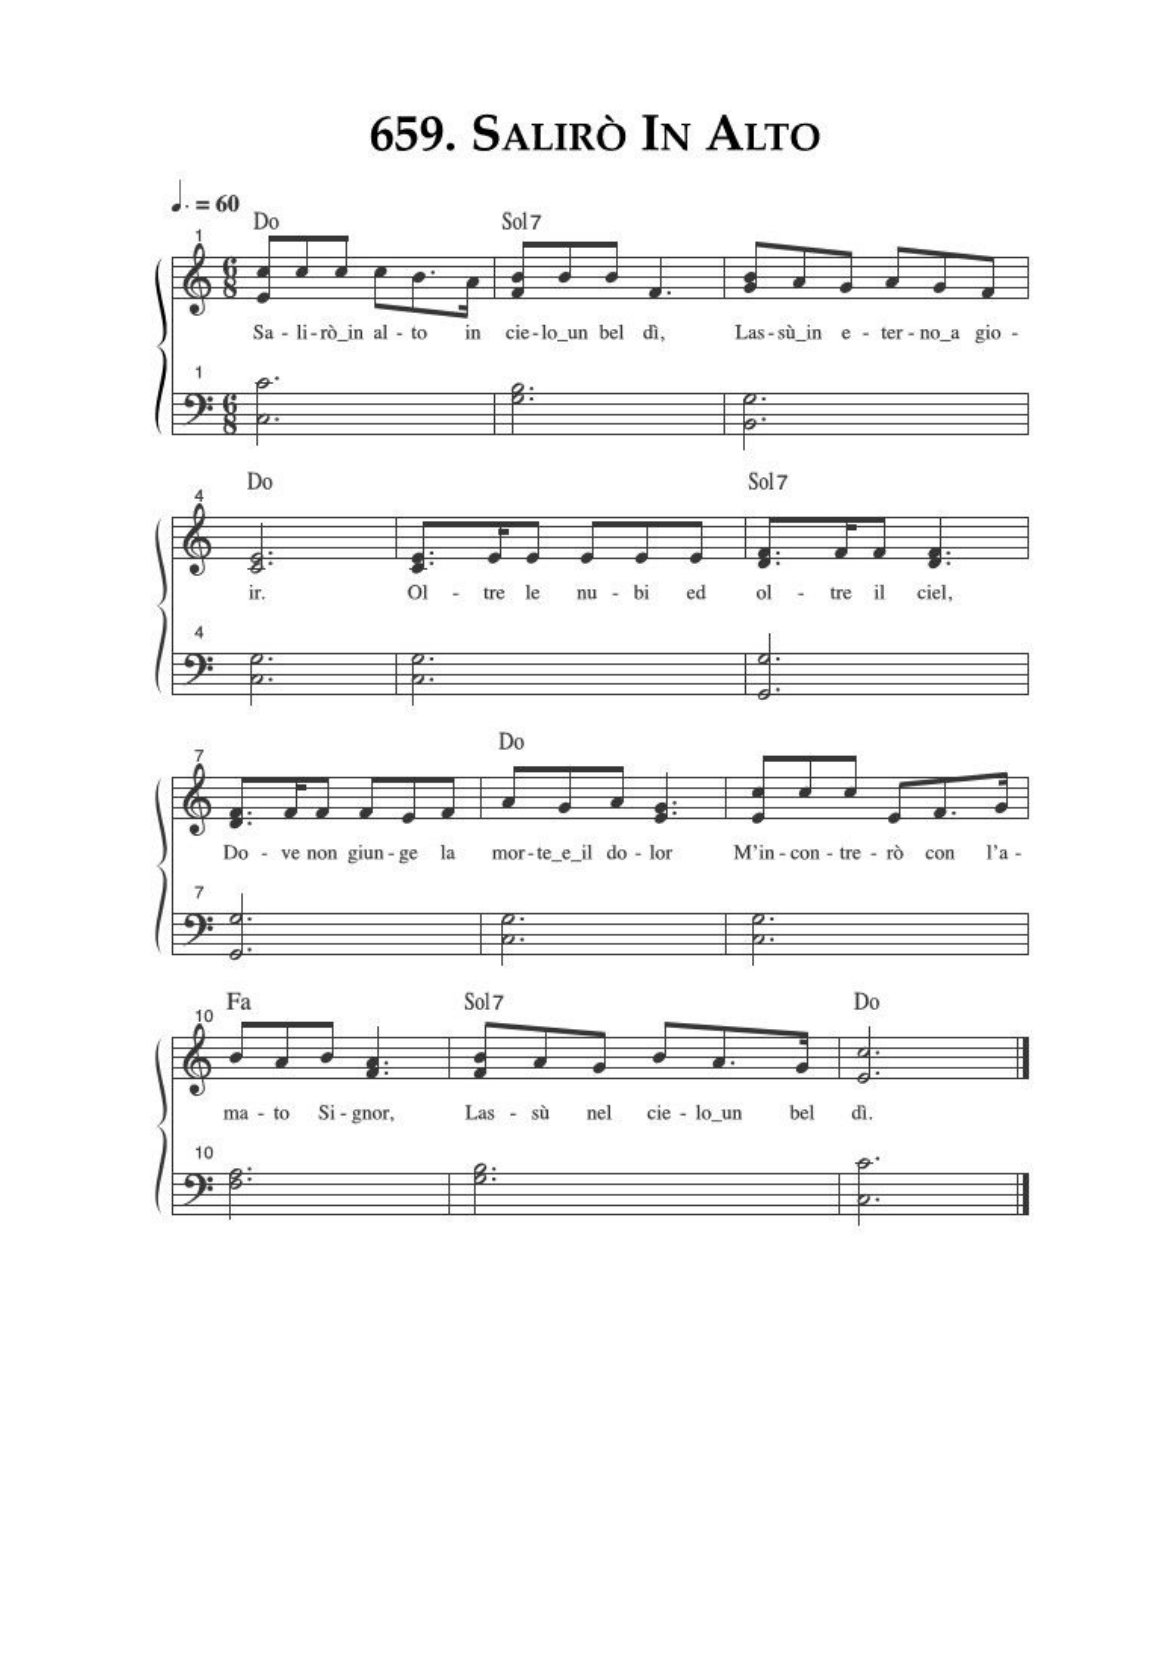 659. SALIRÒ IN ALTO
♩. = 60
Do Sol7
1
6 8
Sa - li - rò_in al - to in cie - lo_un bel dì, Las - sù_in e - ter - no_a gio -
1
6 8
Do Sol7
4
ir. Ol - tre le nu - bi ed ol - tre il ciel,
4
Do
7
Do - ve non giun - ge la mor - te_e_il do - lor M'in - con - tre - rò con l'a -
7
Fa Sol7 Do
10
ma - to Si - gnor, Las - sù nel cie - lo_un bel dì.
10